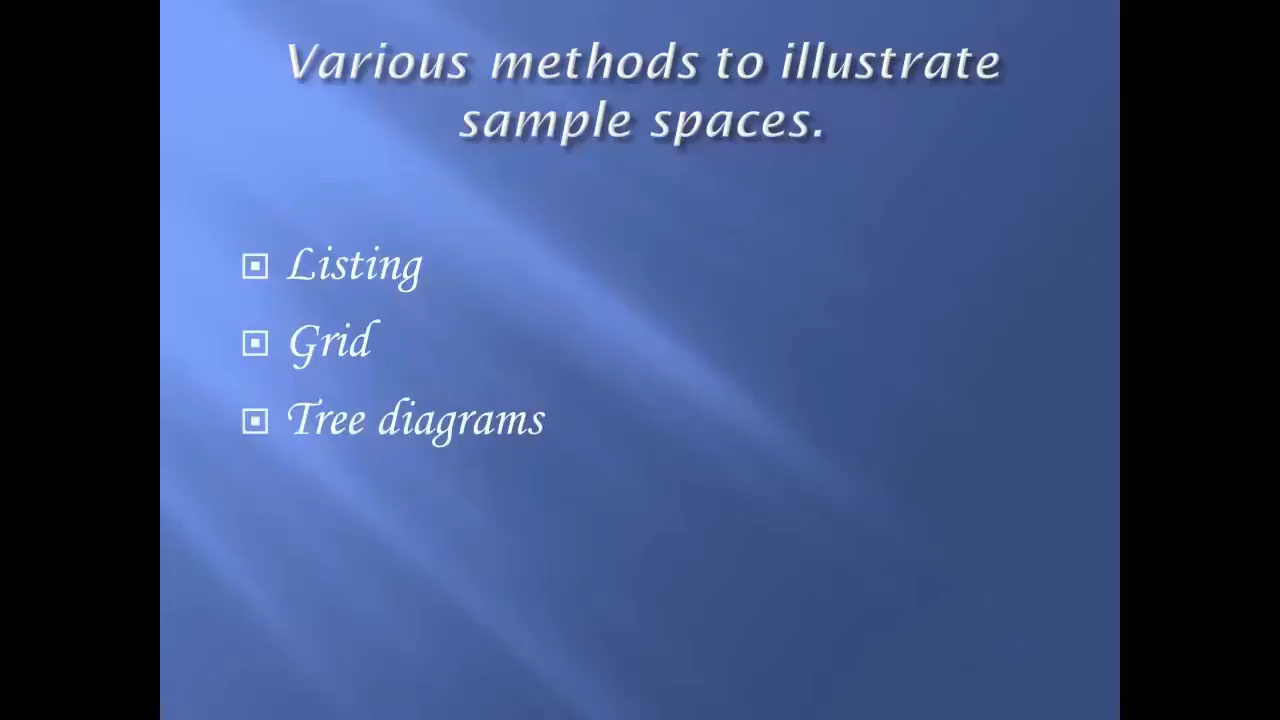 Various methods to illustrate
sample spaces.
Listing
Grid
Tree diagrams